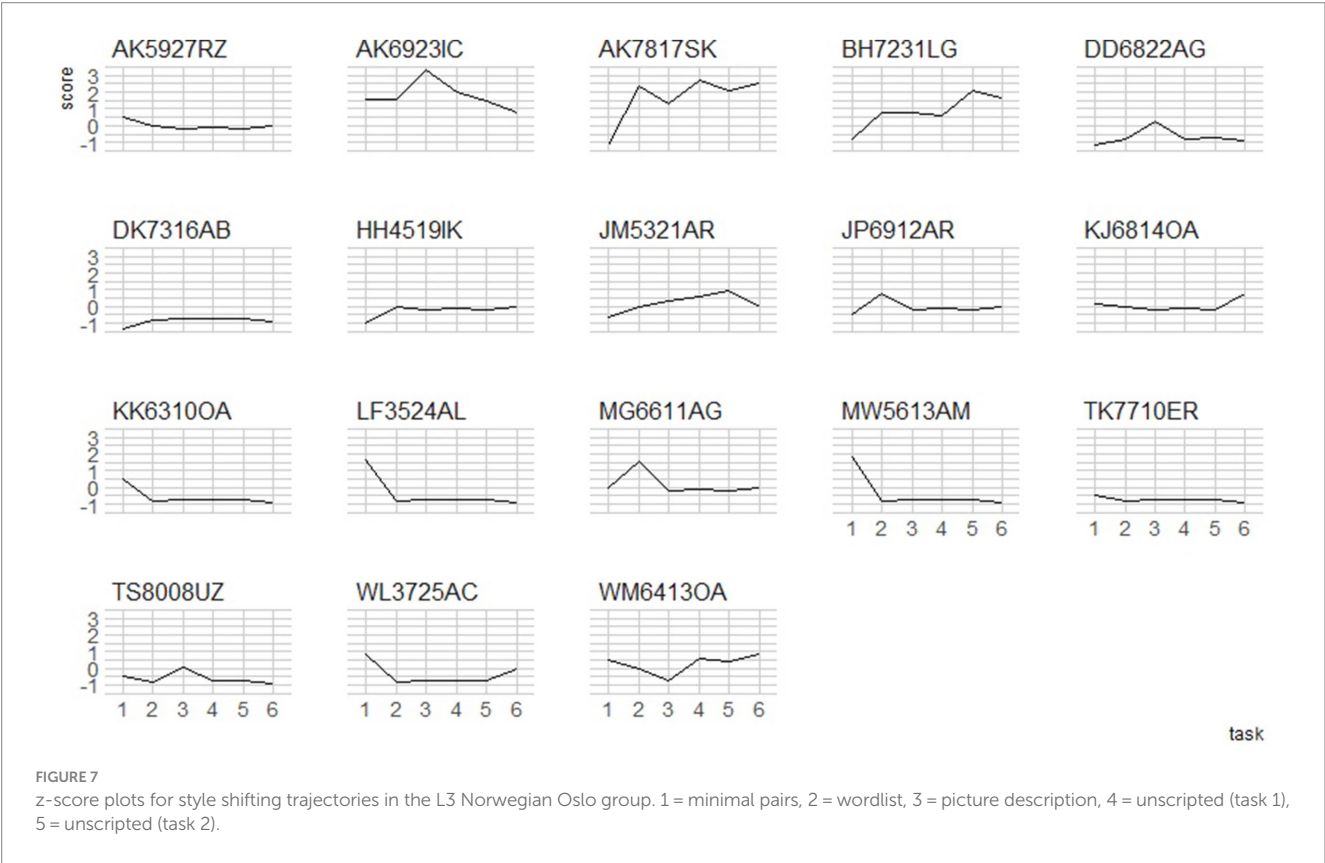 AK5927RZ AK6923IC AK7817SK BH7231LG DD6822AG
score
3
2
1
0
-1
DK7316AB HH4519IK JM5321AR JP6912AR KJ6814OA
3
2
1
0
-1
KK6310OA LF3524AL MG6611AG MW5613AM TK7710ER
3
2
1
0
-1
1 2 3 4 5 6 1 2 3 4 5 6
TS8008UZ WL3725AC WM6413OA
3
2
1
0
-1
1 2 3 4 5 6 1 2 3 4 5 6 1 2 3 4 5 6
task
FIGURE 7
z-score plots for style shifting trajectories in the L3 Norwegian Oslo group. 1 = minimal pairs, 2 = wordlist, 3 = picture description, 4 = unscripted (task 1),
5 = unscripted (task 2).